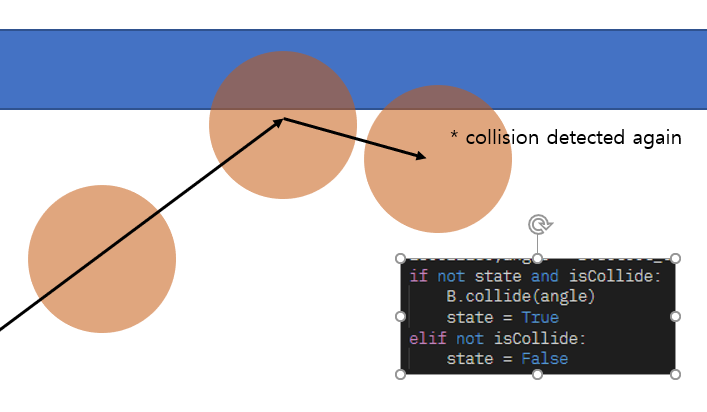 * collision detected again
if not state and isCollide:
B.collide(angle)
state = True
elif not isCollide:
state = False